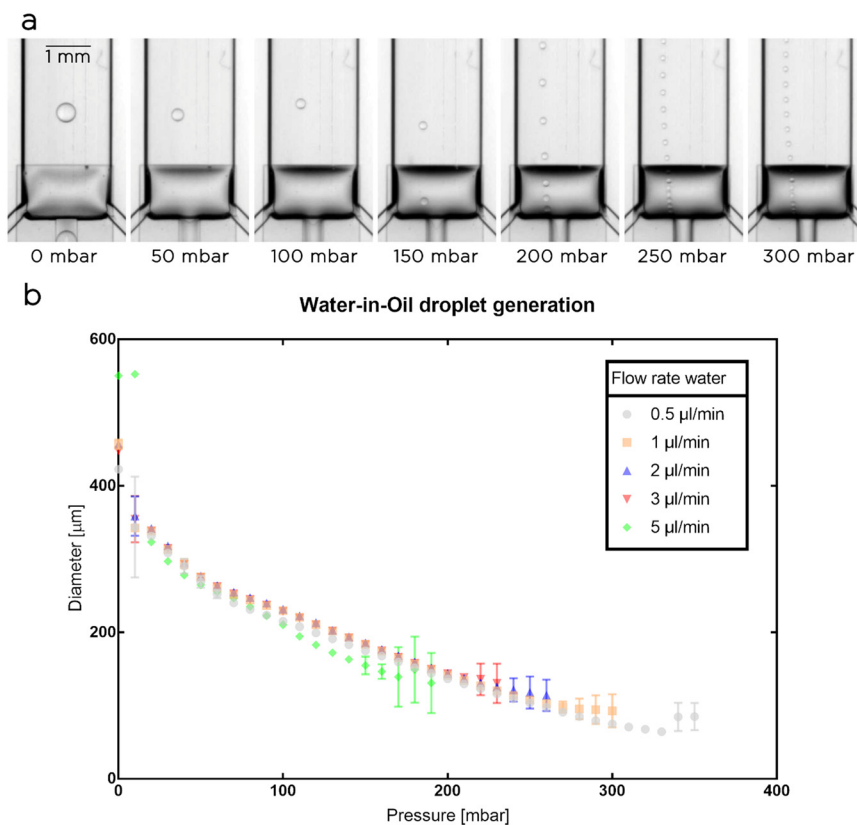 a
1 mm
0 mbar 50 mbar 100 mbar 150 mbar 200 mbar 250 mbar 300 mbar
b
Water-in-Oil droplet generation
600
400
200
0
Diameter [µm]
0 100 200 300 400
Pressure [mbar]
Flow rate water
0.5 µl/min
1 µl/min
2 µl/min
3 µl/min
5 µl/min